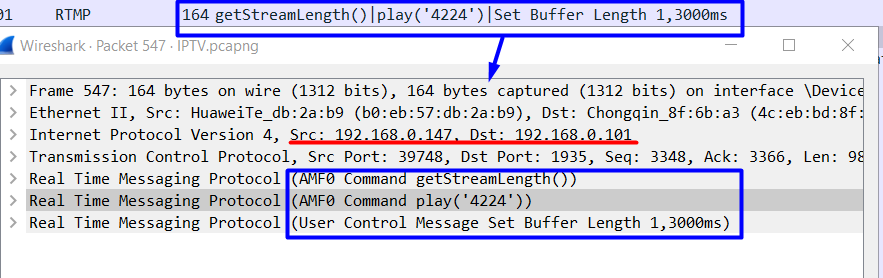 01 RTMP 164 getStreamLength()|play('4224')|Set Buffer Length 1,3000ms
Wireshark · Packet 547 · IPTV.pcapng
Frame 547: 164 bytes on wire (1312 bits), 164 bytes captured (1312 bits) on interface \Device
Ethernet II, Src: HuaweiTe_db:2a:b9 (b0:eb:57:db:2a:b9), Dst: Chongqin_8f:6b:a3 (4c:eb:bd:8f:
Internet Protocol Version 4, Src: 192.168.0.147, Dst: 192.168.0.101
Transmission Control Protocol, Src Port: 39748, Dst Port: 1935, Seq: 3348, Ack: 3366, Len: 98
Real Time Messaging Protocol (AMF0 Command getStreamLength())
Real Time Messaging Protocol (AMF0 Command play('4224'))
Real Time Messaging Protocol (User Control Message Set Buffer Length 1,3000ms)